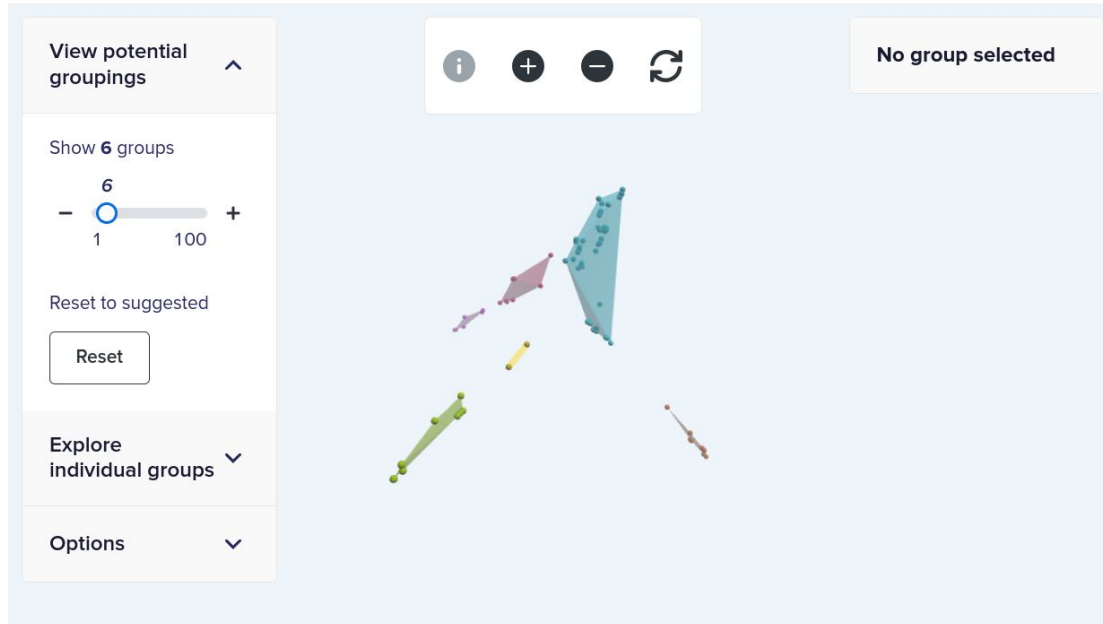 View potential
groupings
Show 6 groups
6
1 100
Reset to suggested
Reset
Explore
individual groups
Options
No group selected